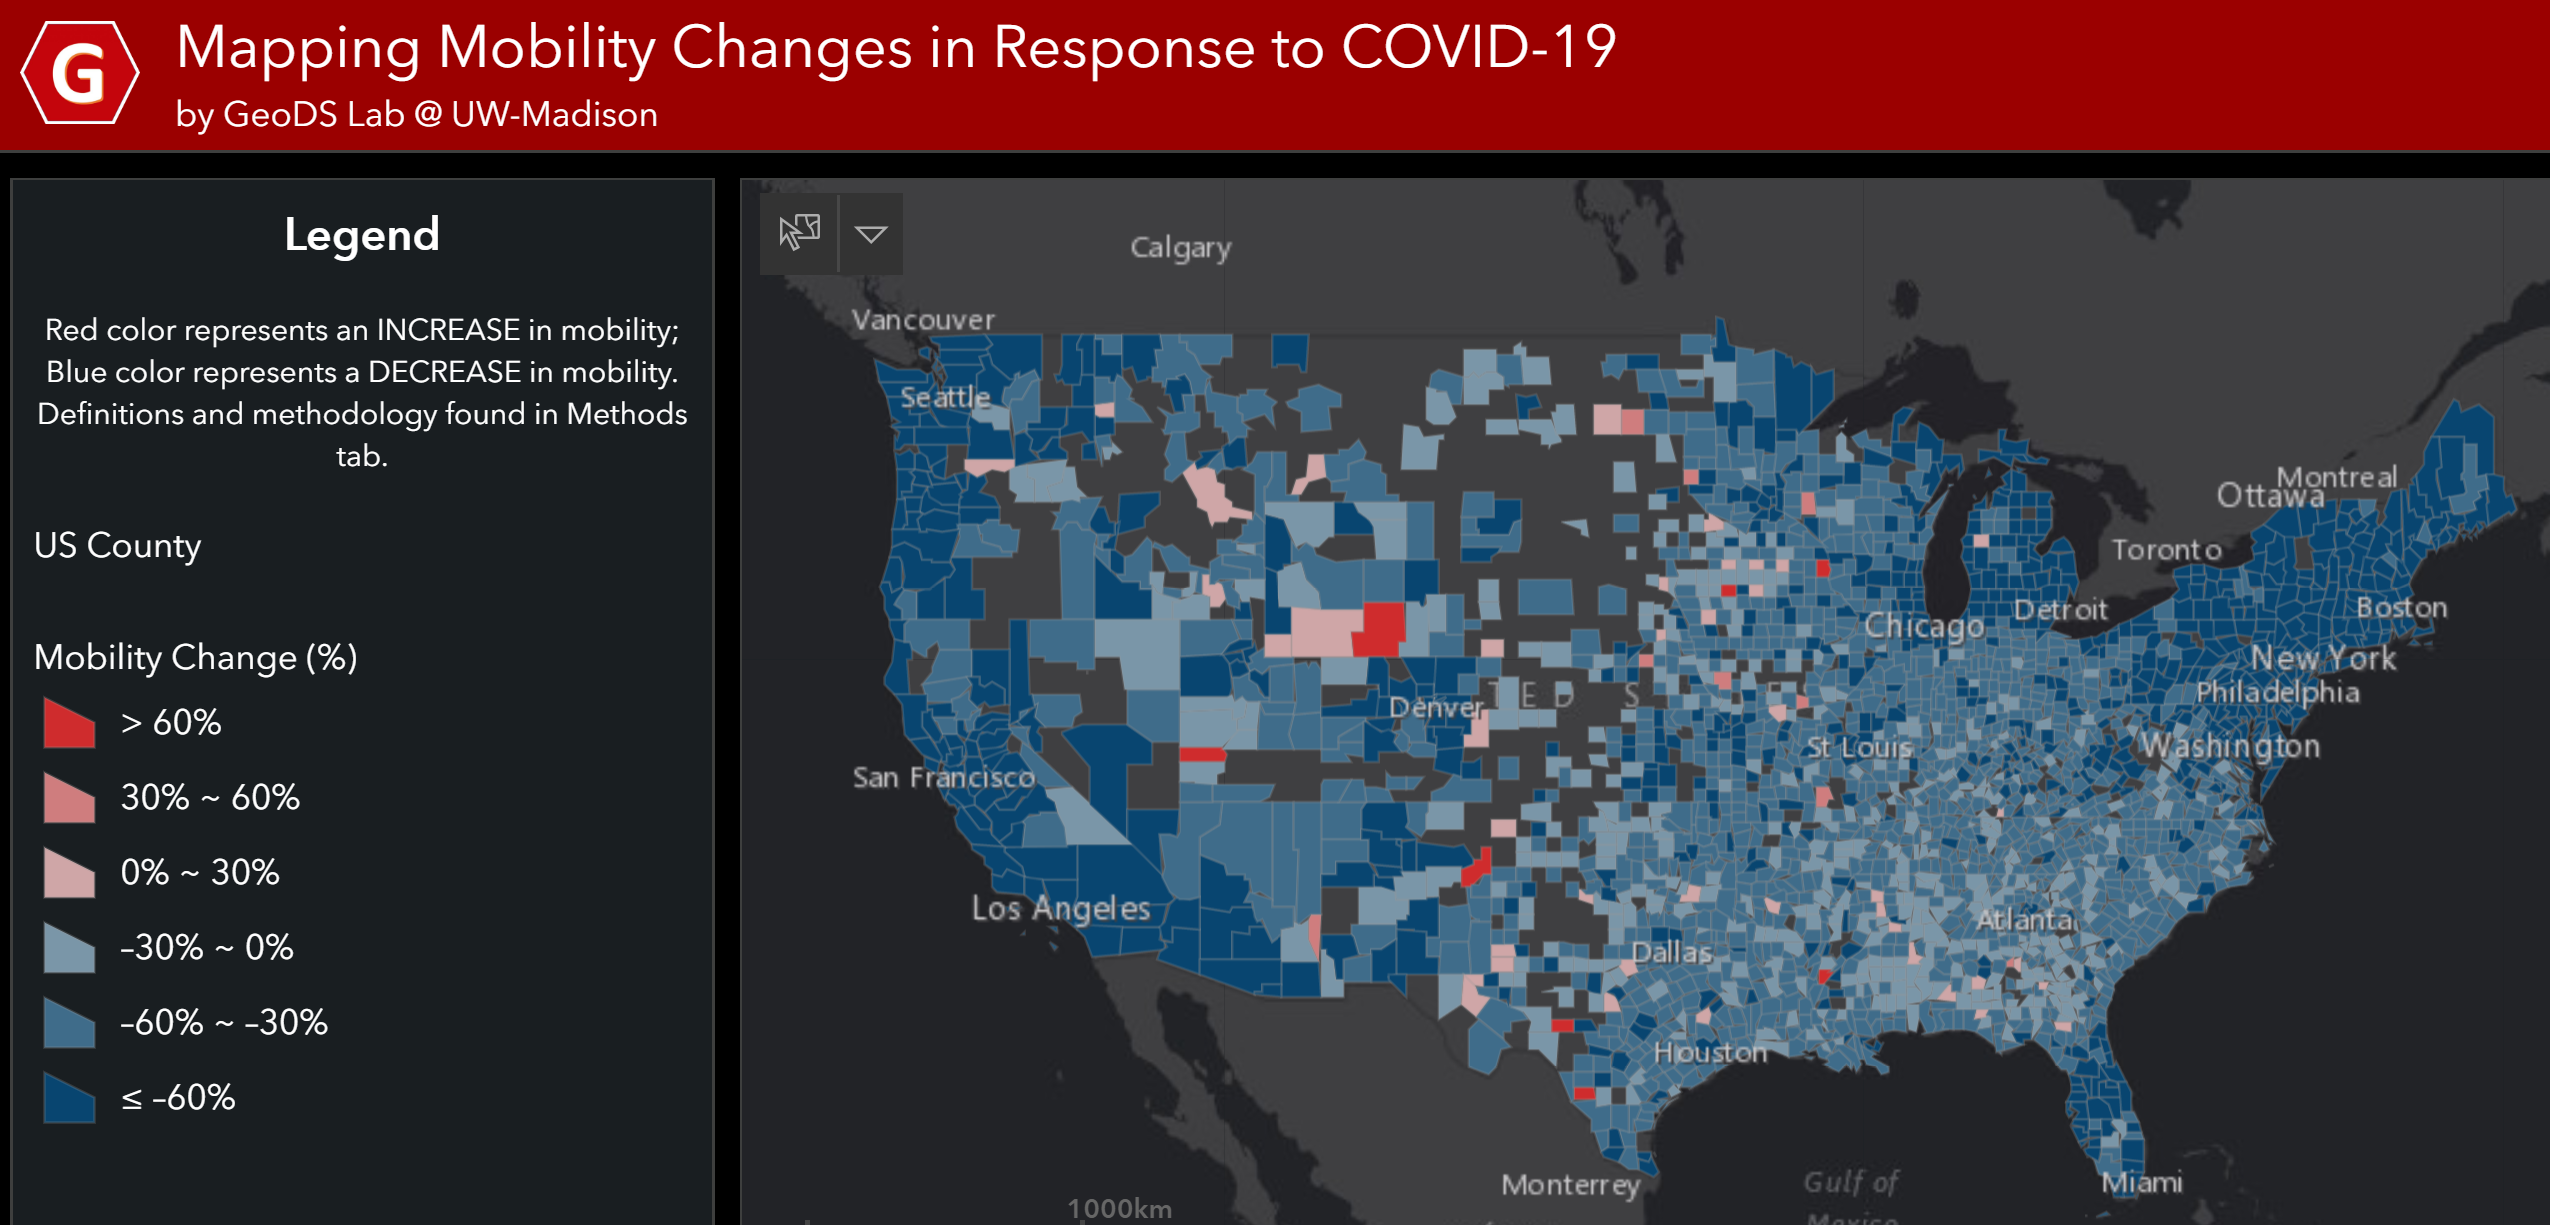 G
Mapping Mobility Changes in Response to COVID-19
by GeoDS Lab @ UW-Madison
Legend
Red color represents an INCREASE in mobility;
Blue color represents a DECREASE in mobility.
Definitions and methodology found in Methods
tab.
US County
Mobility Change (%)
> 60%
30% ~ 60%
0% ~ 30%
–30% ~ 0%
–60% ~ –30%
≤ –60%
Calgary
Vancouver
Seattle
Montreal
Ottawa
Toronto
Boston
Detroit
Chicago
New York
Philadelphia
Denver
T E D S
Washington
St Louis
San Francisco
Los Angeles
Atlanta
Dallas
Houston
Monterrey
Miami
Gulf of
Mexico
1000km